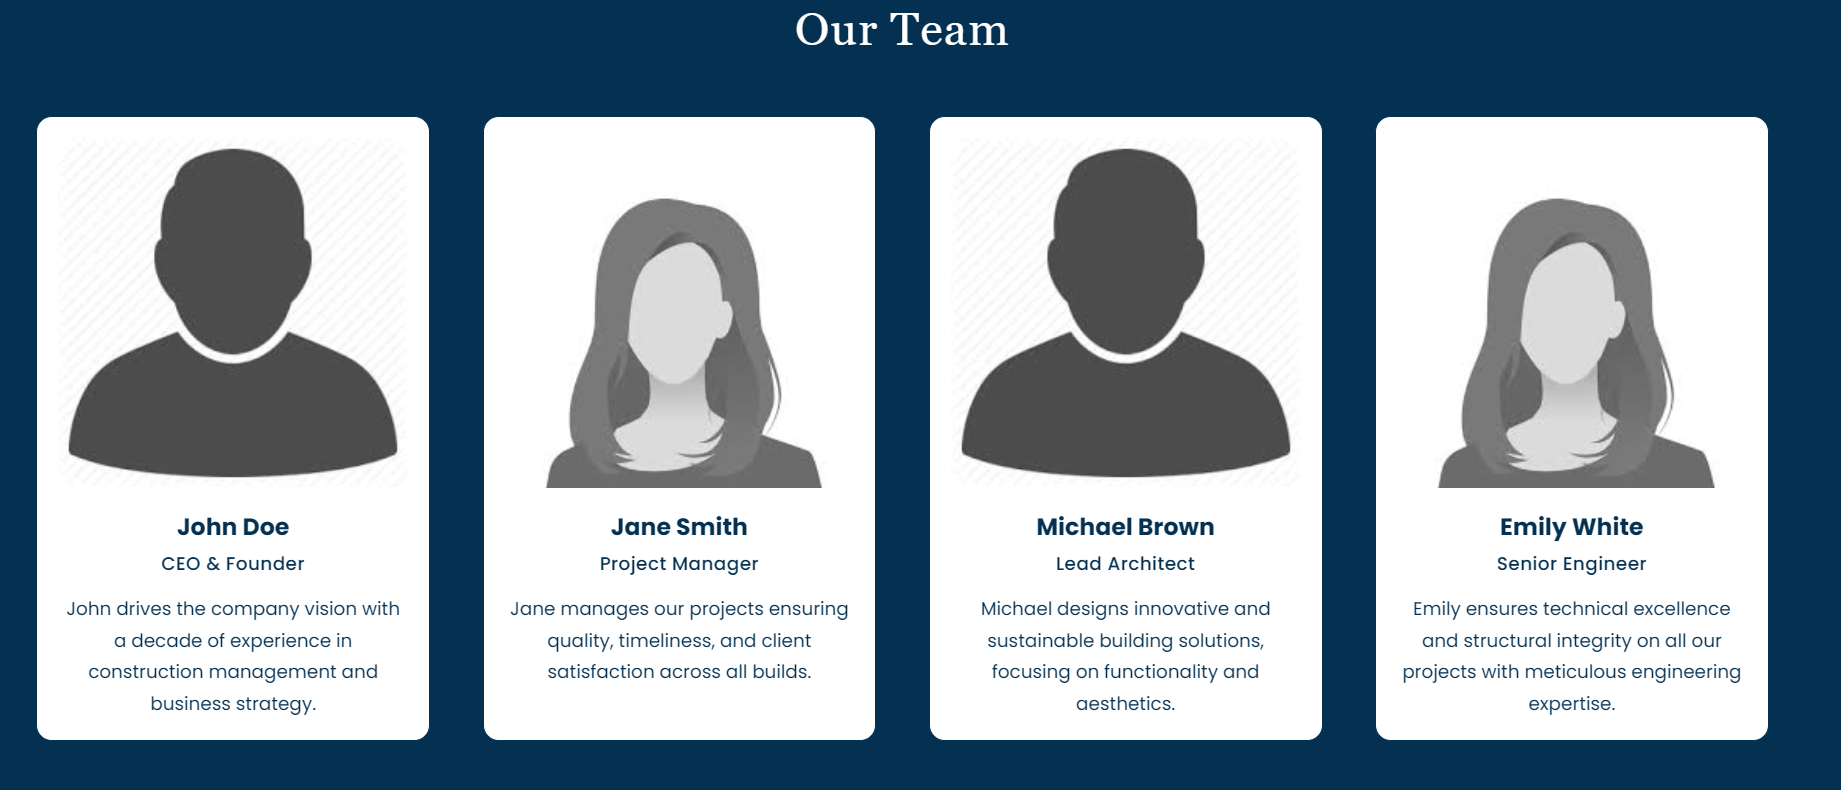 Our Team
John Doe
CEO & Founder
John drives the company vision with
a decade of experience in
construction management and
business strategy.
Jane Smith
Project Manager
Jane manages our projects ensuring
quality, timeliness, and client
satisfaction across all builds.
Michael Brown
Lead Architect
Michael designs innovative and
sustainable building solutions,
focusing on functionality and
aesthetics.
Emily White
Senior Engineer
Emily ensures technical excellence
and structural integrity on all our
projects with meticulous engineering
expertise.